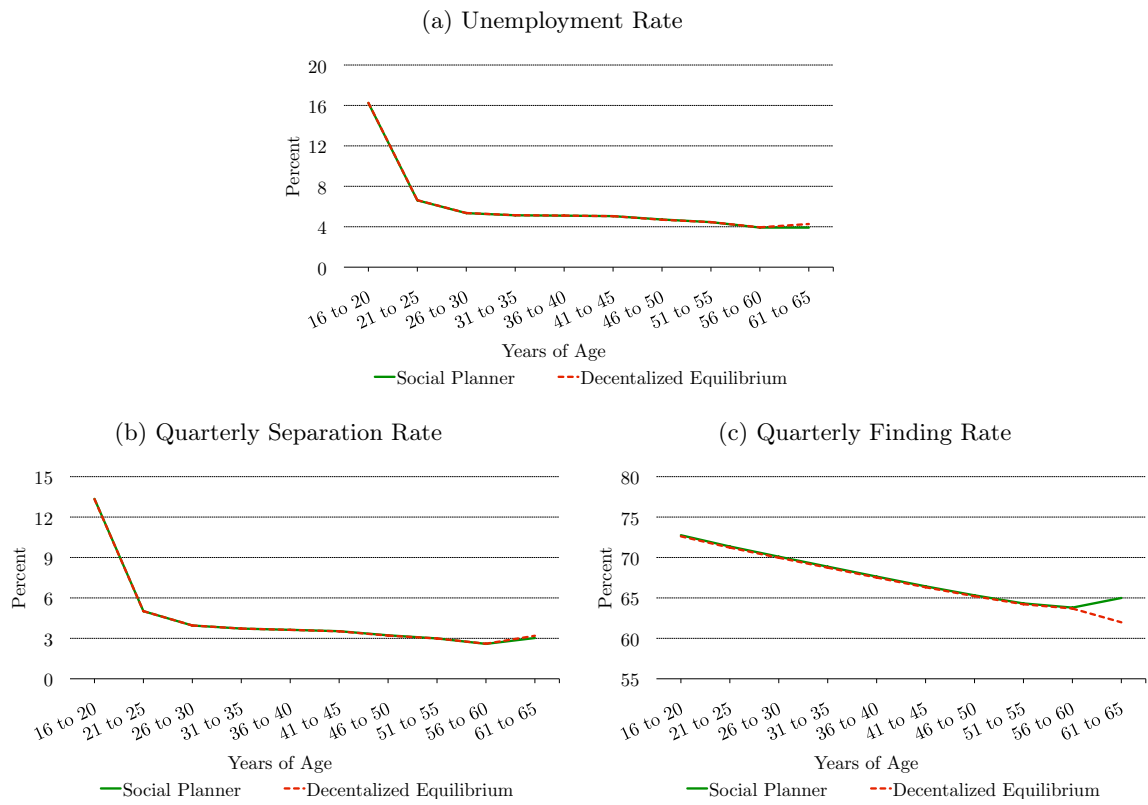 (a) Unemployment Rate
20
16
12
8
4
0
Percent
16 to 20
21 to 25
26 to 30
31 to 35
36 to 40
41 to 45
46 to 50
51 to 55
56 to 60
61 to 65
Years of Age
Social Planner
Decentalized Equilibrium
(b) Quarterly Separation Rate
15
12
9
6
3
0
Percent
16 to 20
21 to 25
26 to 30
31 to 35
36 to 40
41 to 45
46 to 50
51 to 55
56 to 60
61 to 65
Years of Age
Social Planner
Decentalized Equilibrium
(c) Quarterly Finding Rate
80
75
70
65
60
55
Percent
16 to 20
21 to 25
26 to 30
31 to 35
36 to 40
41 to 45
46 to 50
51 to 55
56 to 60
61 to 65
Years of Age
Social Planner
Decentalized Equilibrium